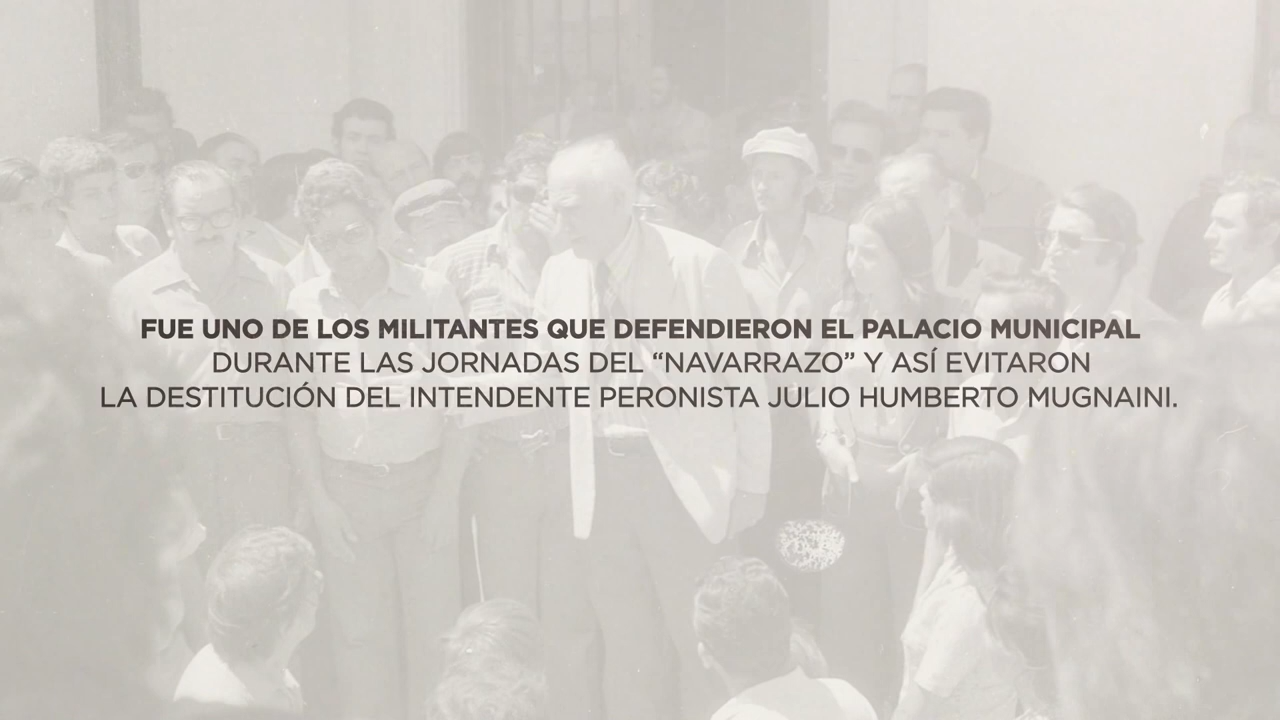 FUE UNO DE LOS MILITANTES QUE DEFENDIERON EL PALACIO MUNICIPAL
DURANTE LAS JORNADAS DEL “NAVARRAZO” Y ASÍ EVITARON
LA DESTITUCIÓN DEL INTENDENTE PERONISTA JULIO HUMBERTO MUGNAINI.